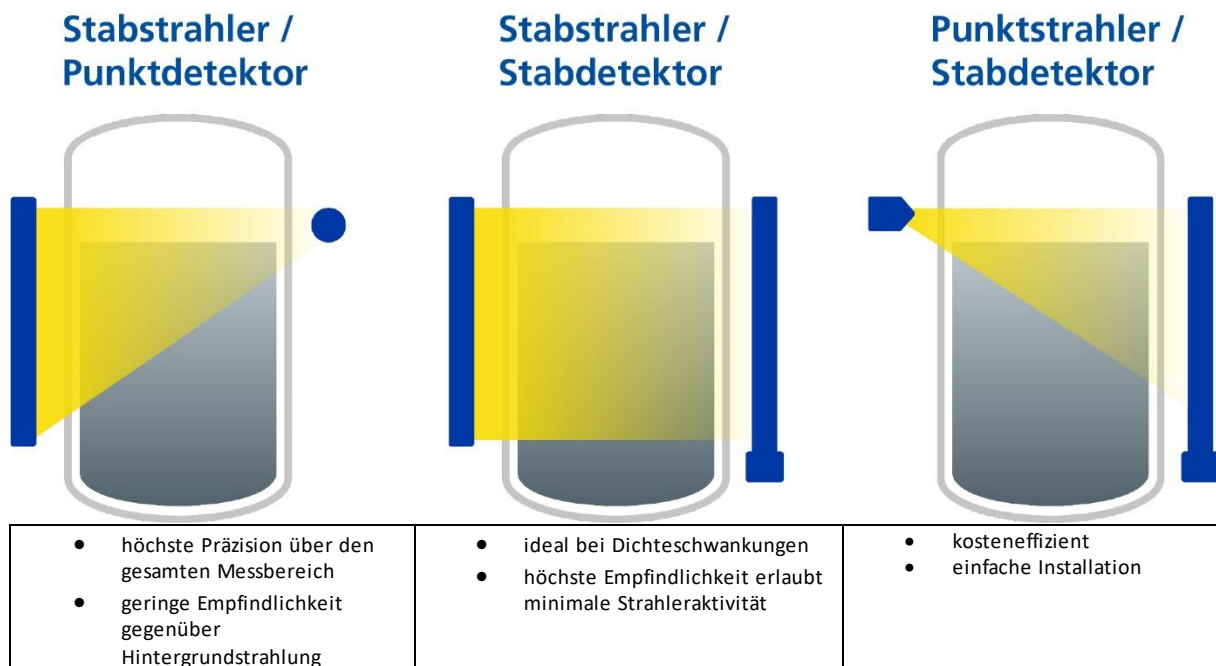 Stabstrahler /
Punktdetektor
Stabstrahler /
Stabdetektor
Punktstrahler /
Stabdetektor
• höchste Präzision über den
gesamten Messbereich
• geringe Empfindlichkeit
gegenüber
Hintergrundstrahlung
• ideal bei Dichteschwankungen
• höchste Empfindlichkeit erlaubt
minimale Strahleraktivität
• kosteneffizient
• einfache Installation